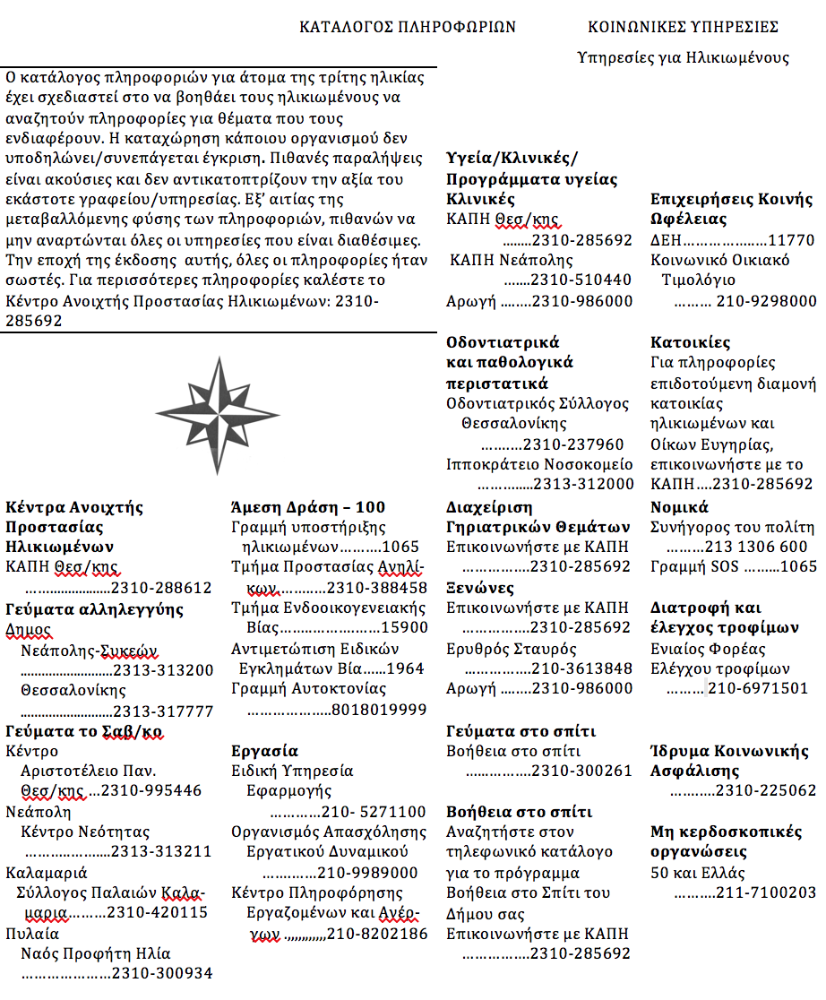 ΚΑΤΑΛΟΓΟΣ ΠΛΗΡΟΦΩΡΙΩΝ
ΚΟΙΝΩΝΙΚΕΣ ΥΠΗΡΕΣΙΕΣ
Υπηρεσίες για Ηλικιωμένους
Ο κατάλογος πληροφοριών για άτομα της τρίτης ηλικίας
έχει σχεδιαστεί στο να βοηθάει τους ηλικιωμένους να
αναζητούν πληροφορίες για θέματα που τους
ενδιαφέρουν. Η καταχώρηση κάποιου οργανισμού δεν
υποδηλώνει/συνεπάγεται έγκριση. Πιθανές παραλήψεις
είναι ακούσιες και δεν αντικατοπτρίζουν την αξία του
εκάστοτε γραφείου/υπηρεσίας. Εξ’ αιτίας της
μεταβαλλόμενης φύσης των πληροφοριών, πιθανών να
μην αναρτώνται όλες οι υπηρεσίες που είναι διαθέσιμες.
Την εποχή της έκδοσης αυτής, όλες οι πληροφορίες ήταν
σωστές. Για περισσότερες πληροφορίες καλέστε το
Κέντρο Ανοιχτής Προστασίας Ηλικιωμένων: 2310-
285692
Κέντρα Ανοιχτής
Προστασίας
Ηλικιωμένων
ΚΑΠΗ Θεσ/κης
…......................2310-288612
Γεύματα αλληλεγγύης
Δημος
Νεάπολης-Συκεών
.........................2313-313200
Θεσσαλονίκης
.........................2313-317777
Γεύματα το Σαβ/κο
Κέντρο
Αριστοτέλειο Παν.
Θεσ/κης …2310-995446
Νεάπολη
Κέντρο Νεότητας
…………………2313-313211
Καλαμαριά
Σύλλογος Παλαιών Καλα-
μαρια………2310-420115
Πυλαία
Ναός Προφήτη Ηλία
…………………2310-300934
Άμεση Δράση – 100
Γραμμή υποστήριξης
ηλικιωμένων……….1065
Τμήμα Προστασίας Ανηλί-
κων………..2310-388458
Τμήμα Ενδοοικογενειακής
Βίας……………………15900
Αντιμετώπιση Ειδικών
Εγκλημάτων Βία......1964
Γραμμή Αυτοκτονίας
………………..8018019999
Εργασία
Ειδική Υπηρεσία
Εφαρμογής
…………210- 5271100
Οργανισμός Απασχόλησης
Εργατικού Δυναμικού
…………210-9989000
Κέντρο Πληροφόρησης
Εργαζομένων και Ανέρ-
γων .,,,,,,,,,,,210-8202186
Υγεία/Κλινικές/
Προγράμματα υγείας
Κλινικές
ΚΑΠΗ Θεσ/κης
........2310-285692
ΚΑΠΗ Νεάπολης
…....2310-510440
Αρωγή ........2310-986000
Οδοντιατρικά
και παθολογικά
περιστατικά
Οδοντιατρικός Σύλλογος
Θεσσαλονίκης
……….2310-237960
Ιπποκράτειο Νοσοκομείο
…………..2313-312000
Διαχείριση
Γηριατρικών Θεμάτων
Επικοινωνήστε με ΚΑΠΗ
…………….2310-285692
Ξενώνες
Επικοινωνήστε με ΚΑΠΗ
…………….2310-285692
Ερυθρός Σταυρός
…………….210-3613848
Αρωγή ........2310-986000
Γεύματα στο σπίτι
Βοήθεια στο σπίτι
…………...2310-300261
Βοήθεια στο σπίτι
Αναζητήστε στον
τηλεφωνικό κατάλογο
για το πρόγραμμα
Βοήθεια στο Σπίτι του
Δήμου σας
Επικοινωνήστε με ΚΑΠΗ
…………….2310-285692
Επιχειρήσεις Κοινής
Ωφέλειας
ΔΕΗ………………..11770
Κοινωνικό Οικιακό
Τιμολόγιο
……… 210-9298000
Κατοικίες
Για πληροφορίες
επιδοτούμενη διαμονή
κατοικίας
ηλικιωμένων και
Οίκων Ευγηρίας,
επικοινωνήστε με το
ΚΑΠΗ….2310-285692
Νομικά
Συνήγορος του πολίτη
………213 1306 600
Γραμμή SOS .........1065
Διατροφή και
έλεγχος τροφίμων
Ενιαίος Φορέας
Ελέγχου τροφίμων
………210-6971501
Ίδρυμα Κοινωνικής
Ασφάλισης
……….2310-225062
Μη κερδοσκοπικές
οργανώσεις
50 και Ελλάς
……….211-7100203